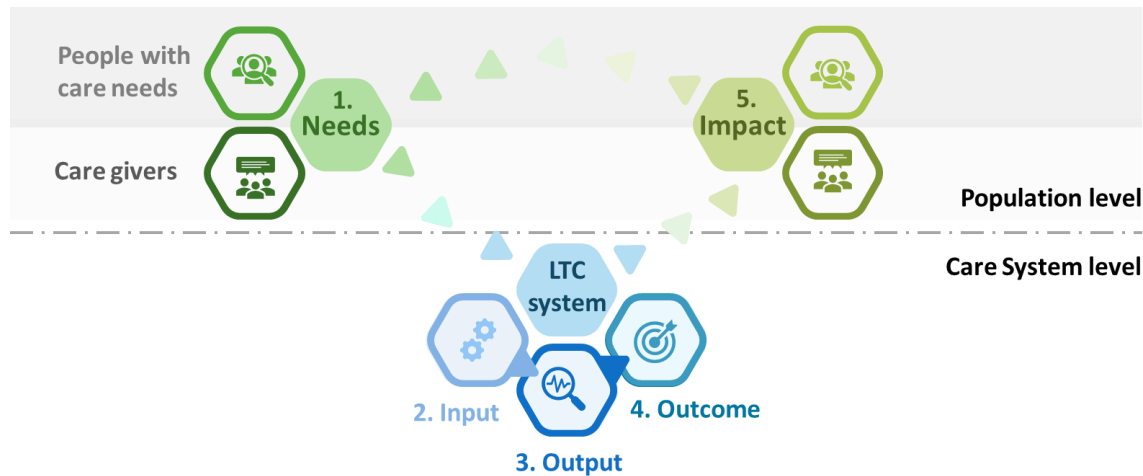 People with
care needs
1.
Needs
5.
Impact
Care givers
Population level
Care System level
LTC
system
2. Input
4. Outcome
3. Output